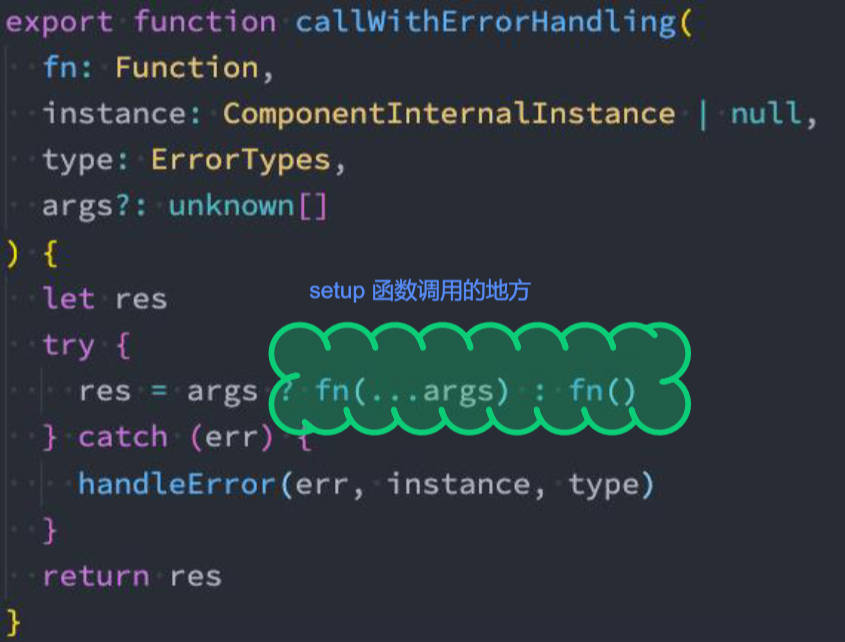 export function callWithErrorHandling(
fn: Function,
instance: ComponentInternalInstance | null,
type: ErrorTypes,
args?: unknown[]
) {
let res
setup 函数调用的地方
try {
res = args ? fn(...args) : fn()
} catch (err) {
handleError(err, instance, type)
}
return res
}